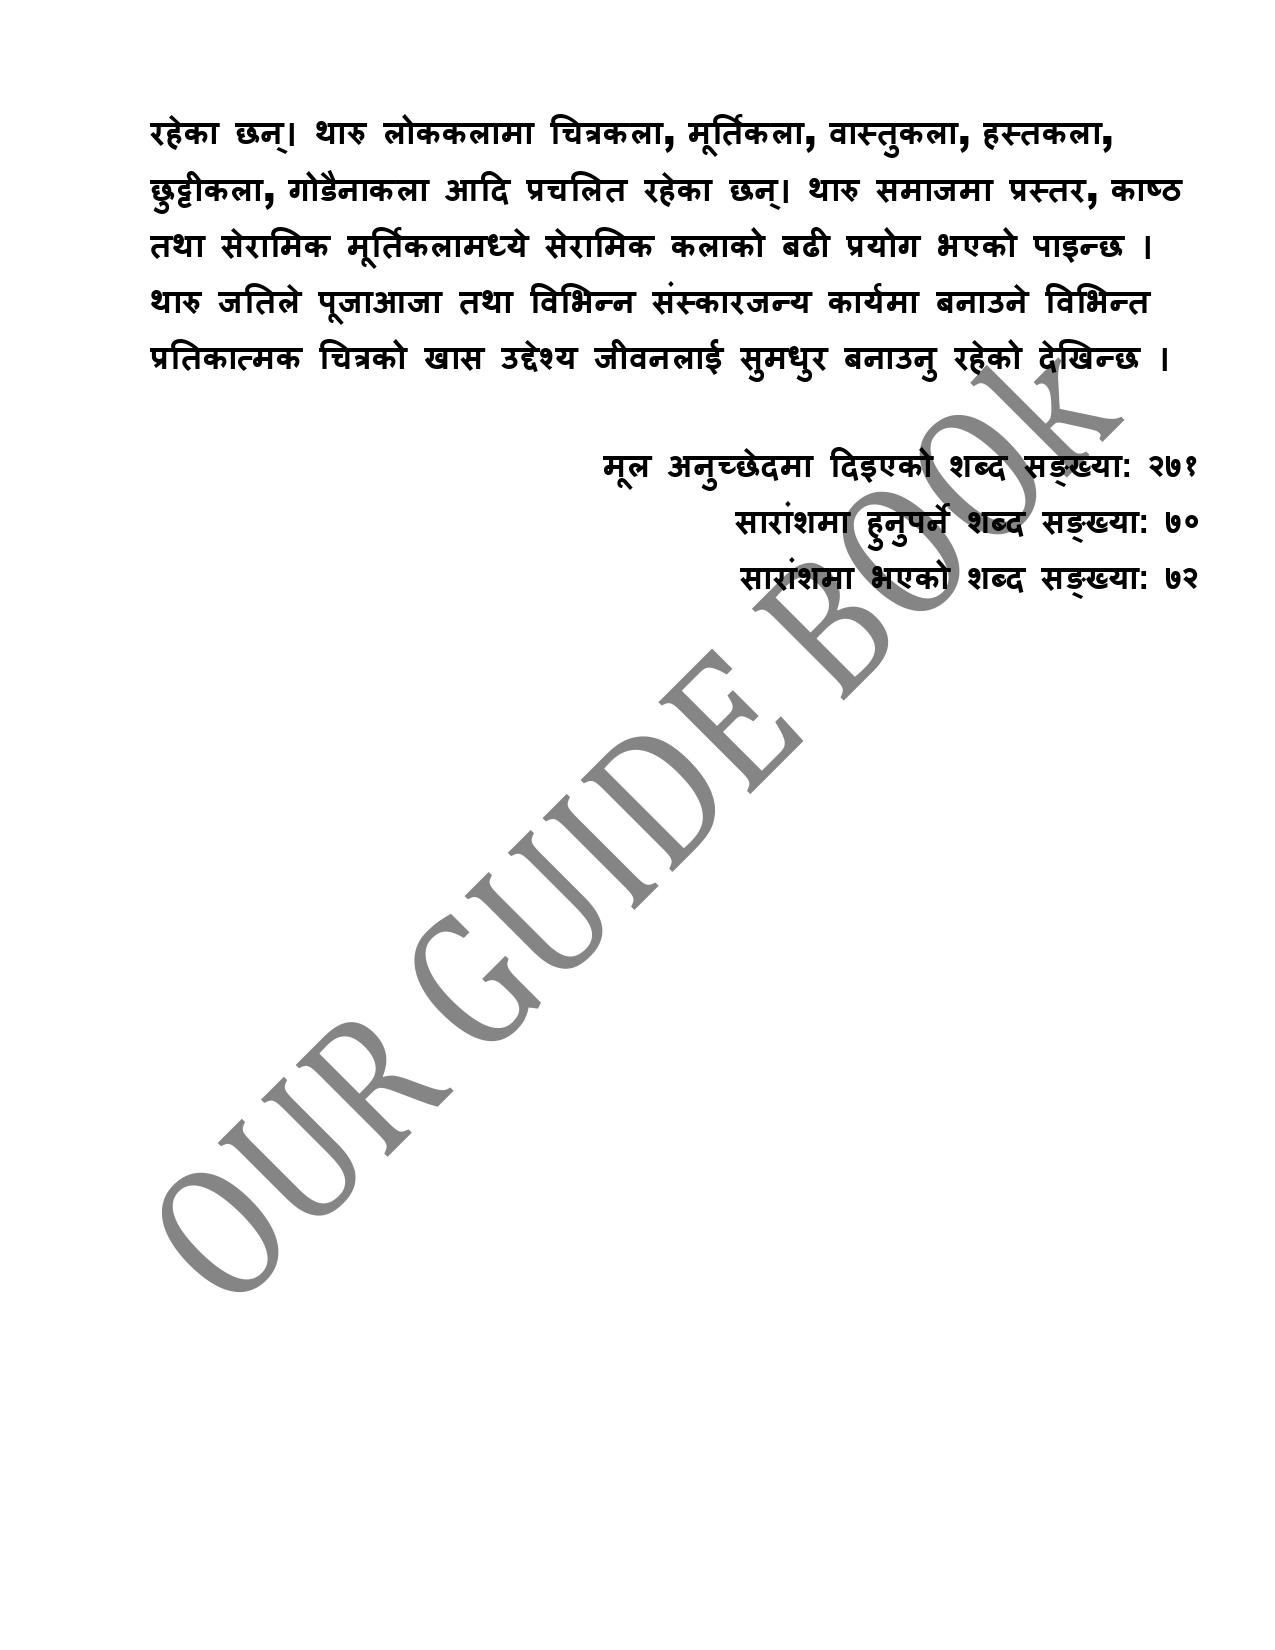 रहेका छन्। थारु लोककलामा चित्रकला, मूर्तिकला, वास्तुकला, हस्तकला,
छुट्टीकला, गोडैनाकला आदि प्रचलित रहेका छन्। थारु समाजमा प्रस्तर, काष्ठ
तथा सेरामिक मूर्तिकलामध्ये सेरामिक कलाको बढी प्रयोग भएको पाइन्छ ।
थारु जतिले पूजाआजा तथा विभिन्न संस्कारजन्य कार्यमा बनाउने विभिन्त
प्रतिकात्मक चित्रको खास उद्देश्य जीवनलाई सुमधुर बनाउनु रहेको देखिन्छ ।
मूल अनुच्छेदमा दिइएको शब्द सङ्ख्या: २७१
सारांशमा हुनुपर्ने शब्द सङ्ख्या: ७०
सारांशमा भएको शब्द सङ्ख्या: ७२
OUR GUIDE BOOk